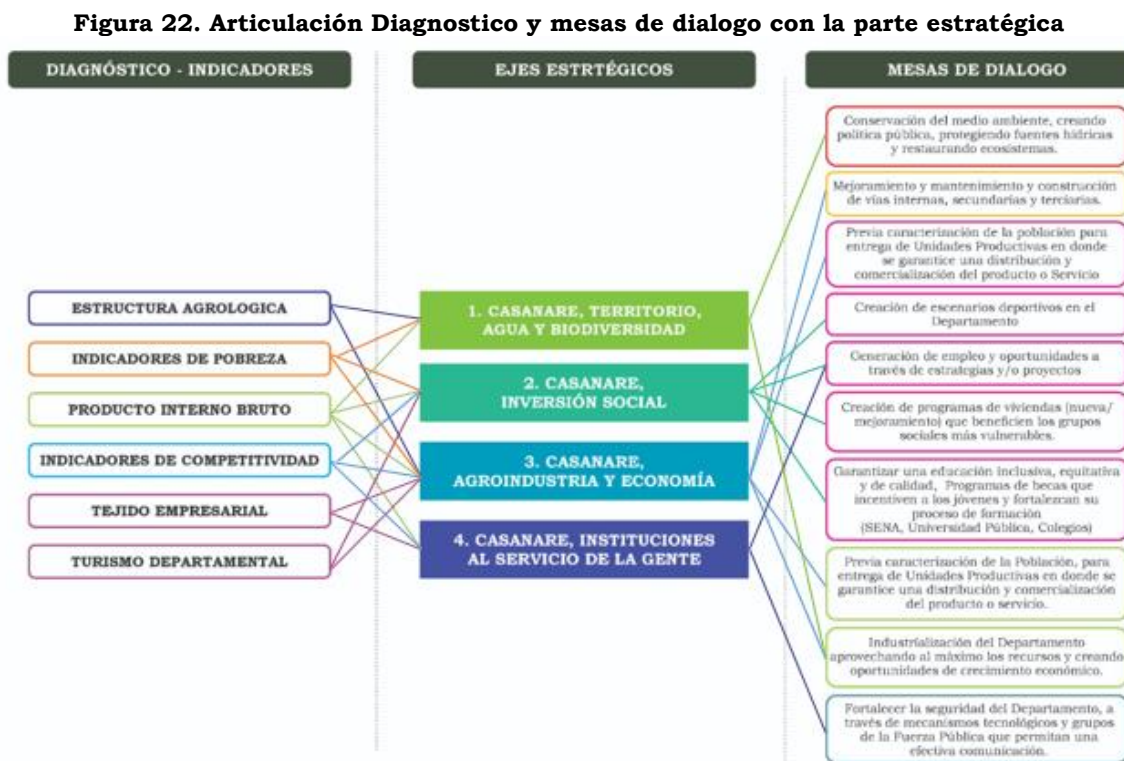 Figura 22. Articulación Diagnostico y mesas de dialogo con la parte estratégica
DIAGNÓSTICO - INDICADORES
ESTRUCTURA AGROLOGICA
INDICADORES DE POBREZA
PRODUCTO INTERNO BRUTO
INDICADORES DE COMPETITIVIDAD
TEJIDO EMPRESARIAL
TURISMO DEPARTAMENTAL
EJES ESTRTÉGICOS
1. CASANARE, TERRITORIO,
AGUA Y BIODIVERSIDAD
2. CASANARE,
INVERSIÓN SOCIAL
3. CASANARE,
AGROINDUSTRIA Y ECONOMÍA
4. CASANARE, INSTITUCIONES
AL SERVICIO DE LA GENTE
MESAS DE DIALOGO
Conservación del medio ambiente, creando
política pública, protegiendo fuentes hídricas
y restaurando ecosistemas.
Mejoramiento y mantenimiento y construcción
de vías internas, secundarias y terciarias.
Previa caracterización de la población para
entrega de Unidades Productivas en donde
se garantice una distribución y
comercialización del producto o Servicio
Creación de escenarios deportivos en el
Departamento
Generación de empleo y oportunidades a
través de estrategias y/o proyectos
Creación de programas de viviendas (nueva/
mejoramiento) que beneficien los grupos
sociales más vulnerables.
Garantizar una educación inclusiva, equitativa
y de calidad, Programas de becas que
incentiven a los jóvenes y fortalezcan su
proceso de formación
(SENA, Universidad Pública, Colegios)
Previa caracterización de la Población, para
entrega de Unidades Productivas en donde se
garantice una distribución y comercialización
del producto o servicio.
Industrialización del Departamento
aprovechando al máximo los recursos y creando
oportunidades de crecimiento económico.
Fortalecer la seguridad del Departamento, a
través de mecanismos tecnológicos y grupos
de la Fuerza Pública que permitan una
efectiva comunicación.